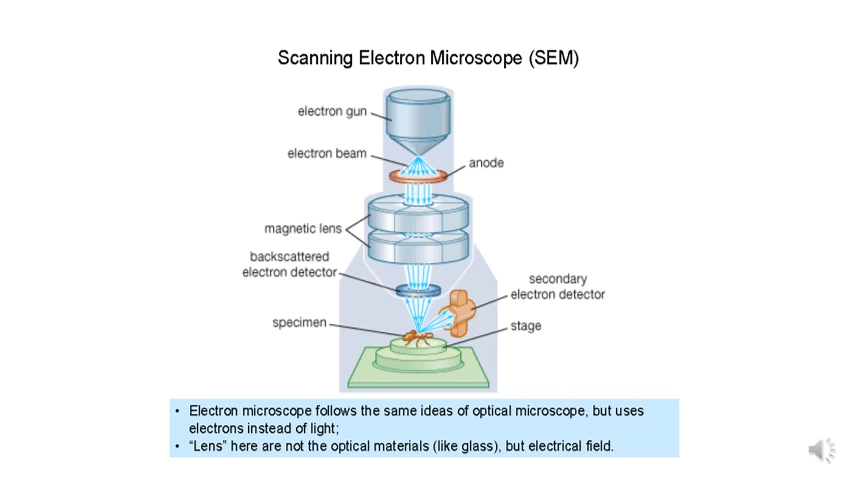 Scanning Electron Microscope (SEM)
electron gun
electron beam
anode
magnetic lens
backscattered
electron detector
secondary
electron detector
specimen
stage
• Electron microscope follows the same ideas of optical microscope, but uses
electrons instead of light;
• “Lens” here are not the optical materials (like glass), but electrical field.